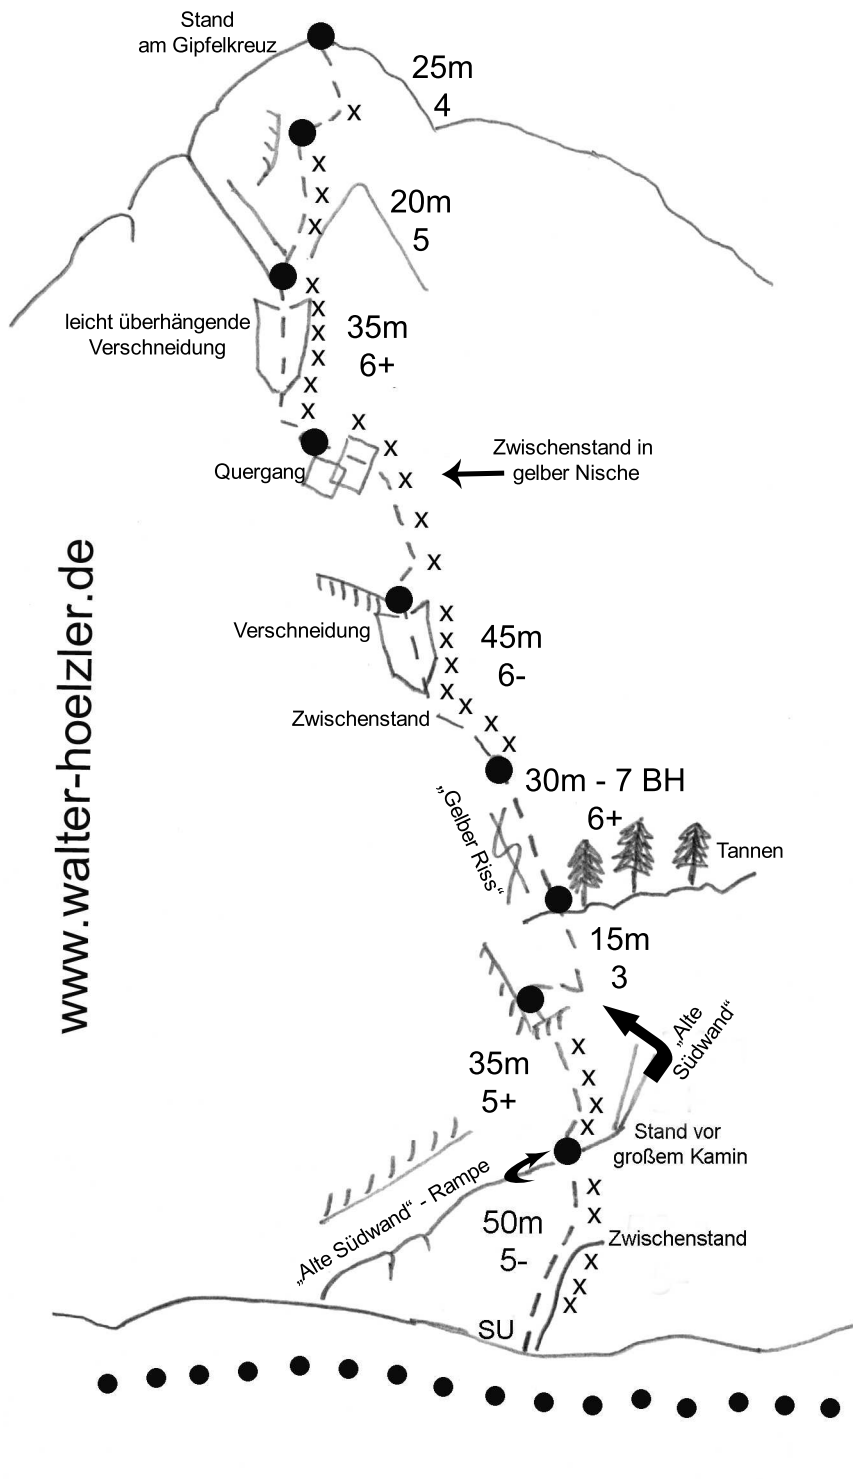 Stand
am Gipfelkreuz
25m
4
20m
5
leicht überhängende
Verschneidung
35m
6+
Zwischenstand in
gelber Nische
Quergang
Verschneidung
45m
6-
Zwischenstand
30m - 7 BH
6+
„Gelber Riss“
Tannen
15m
3
„Alte
Südwand“
35m
5+
Stand vor
großem Kamin
„Alte Südwand“ - Rampe
50m
5-
Zwischenstand
SU
www.walter-hoelzler.de